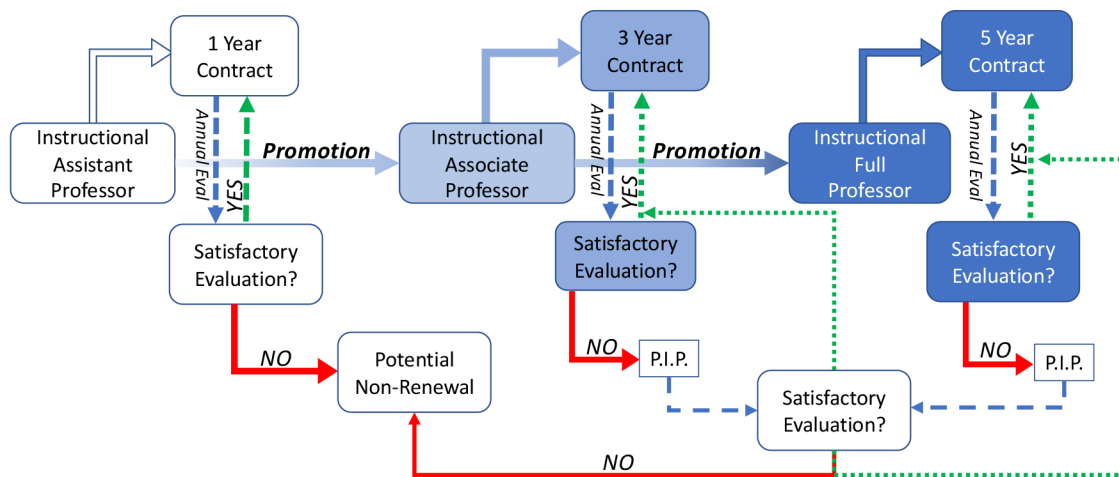 1 Year
Contract
3 Year
Contract
5 Year
Contract
Instructional
Assistant
Professor
Annual Eval
YES
Promotion
Instructional
Associate
Professor
Annual Eval
YES
Promotion
Instructional
Full
Professor
Annual Eval
YES
Satisfactory
Evaluation?
Satisfactory
Evaluation?
Satisfactory
Evaluation?
NO
Potential
Non-Renewal
NO
P.I.P.
NO
P.I.P.
Satisfactory
Evaluation?
NO